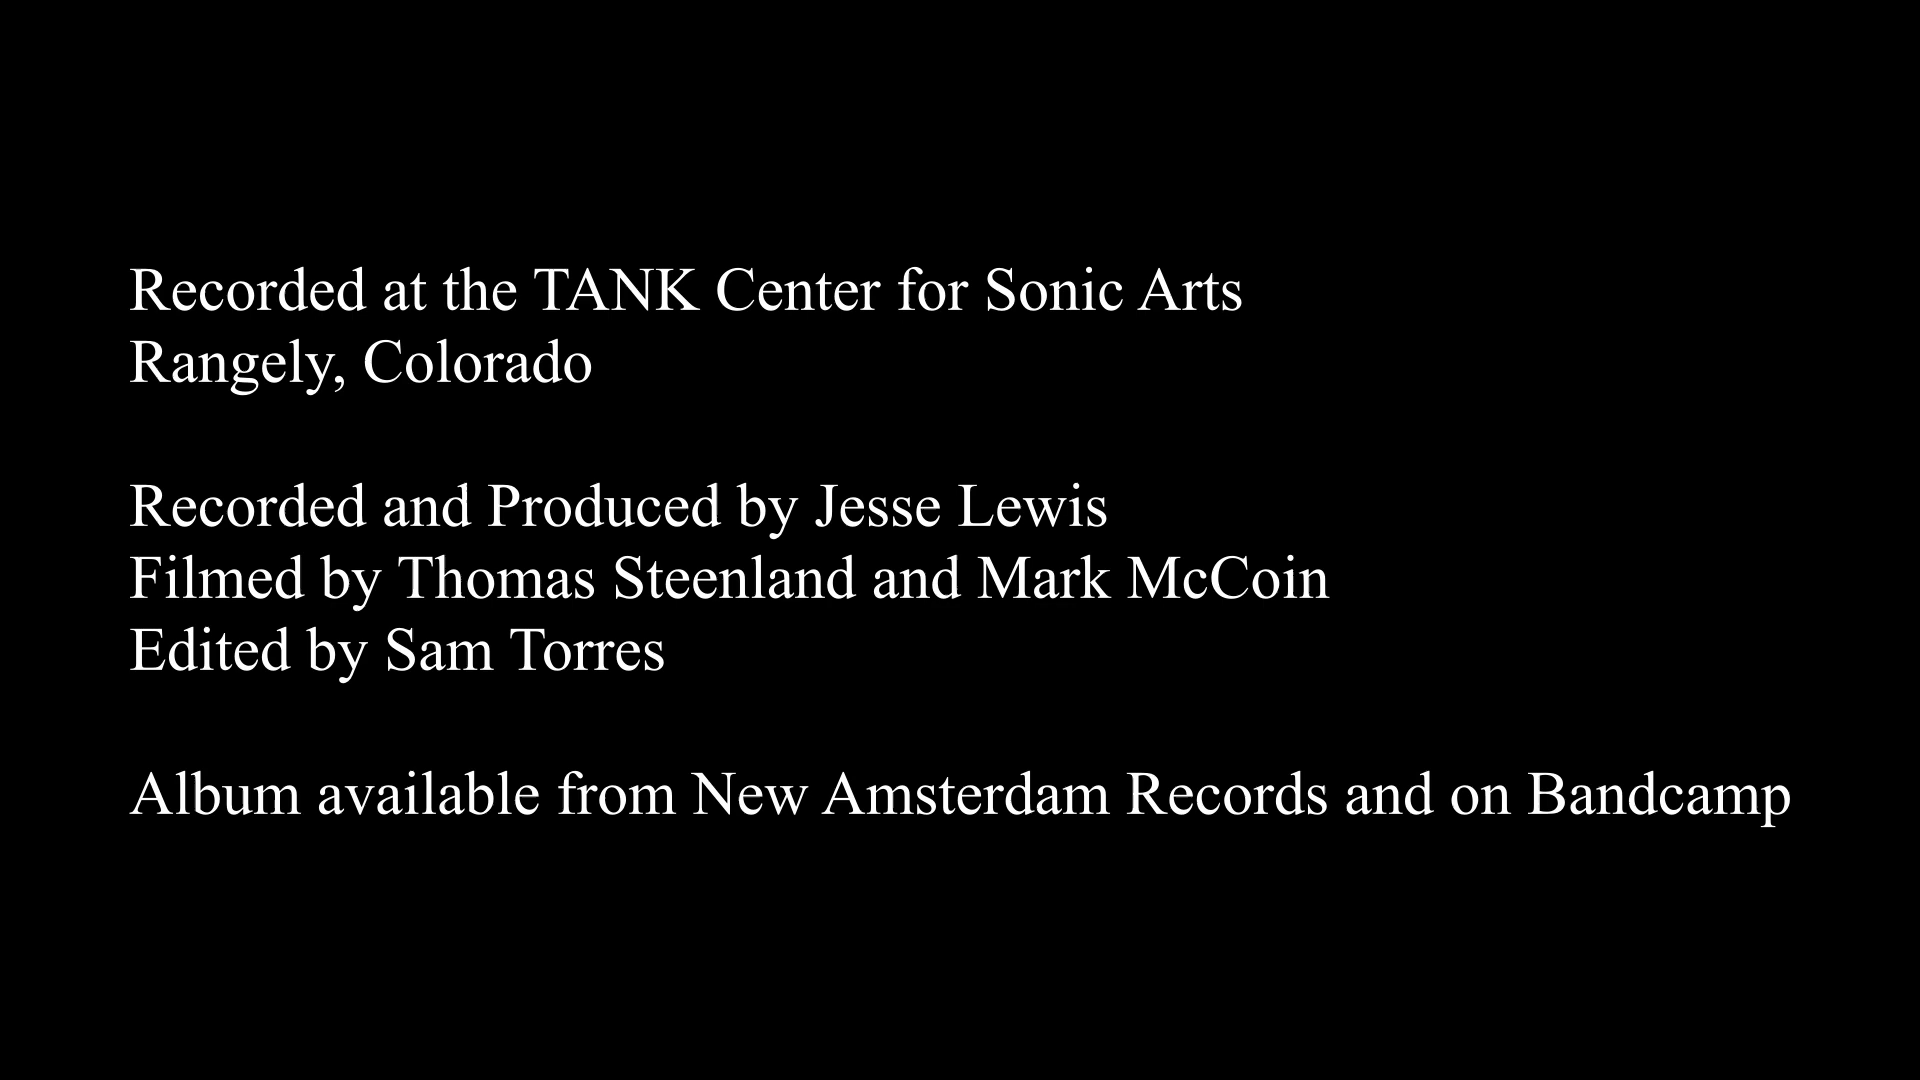 Recorded at the TANK Center for Sonic Arts
Rangely, Colorado
Recorded and Produced by Jesse Lewis
Filmed by Thomas Steenland and Mark McCoin
Edited by Sam Torres
Album available from New Amsterdam Records and on Bandcamp